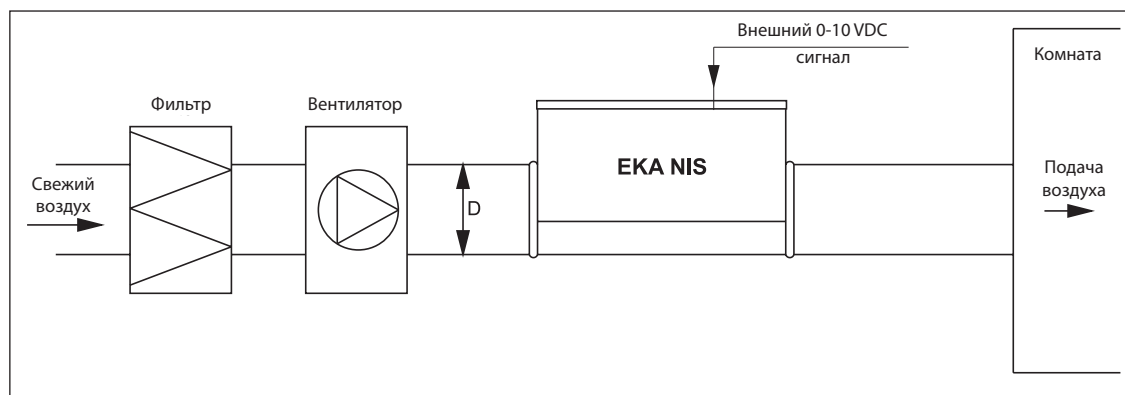 Внешний 0-10 VDC
сигнал
Комната
Фильтр
Вентилятор
EKA NIS
Свежий
воздух
D
Подача
воздуха